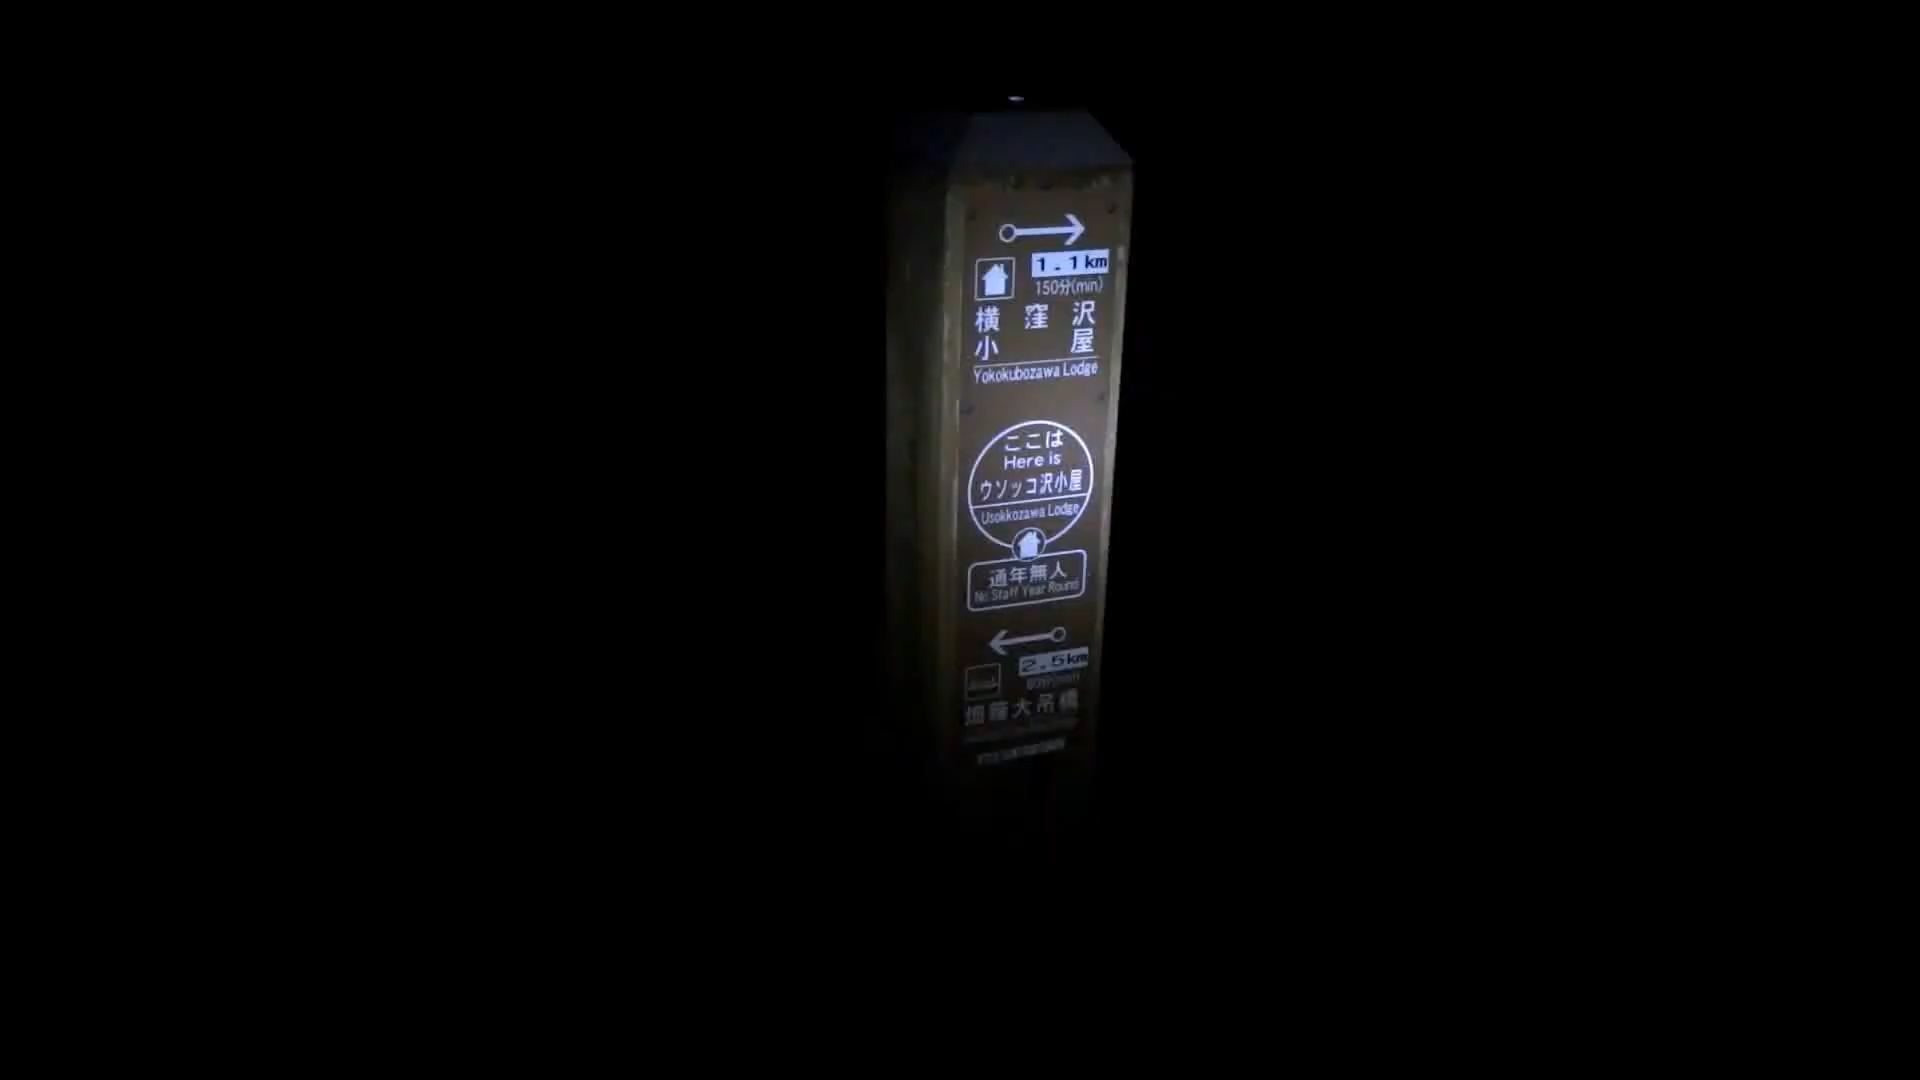 1.1km
150分(min)
横窪沢
小屋
Yokokubozawa Lodge
ここは
Here is
ウソッコ沢小屋
Usokkozawa Lodge
通年無人
No Staff Year Round
2.5km
畑薙大吊橋